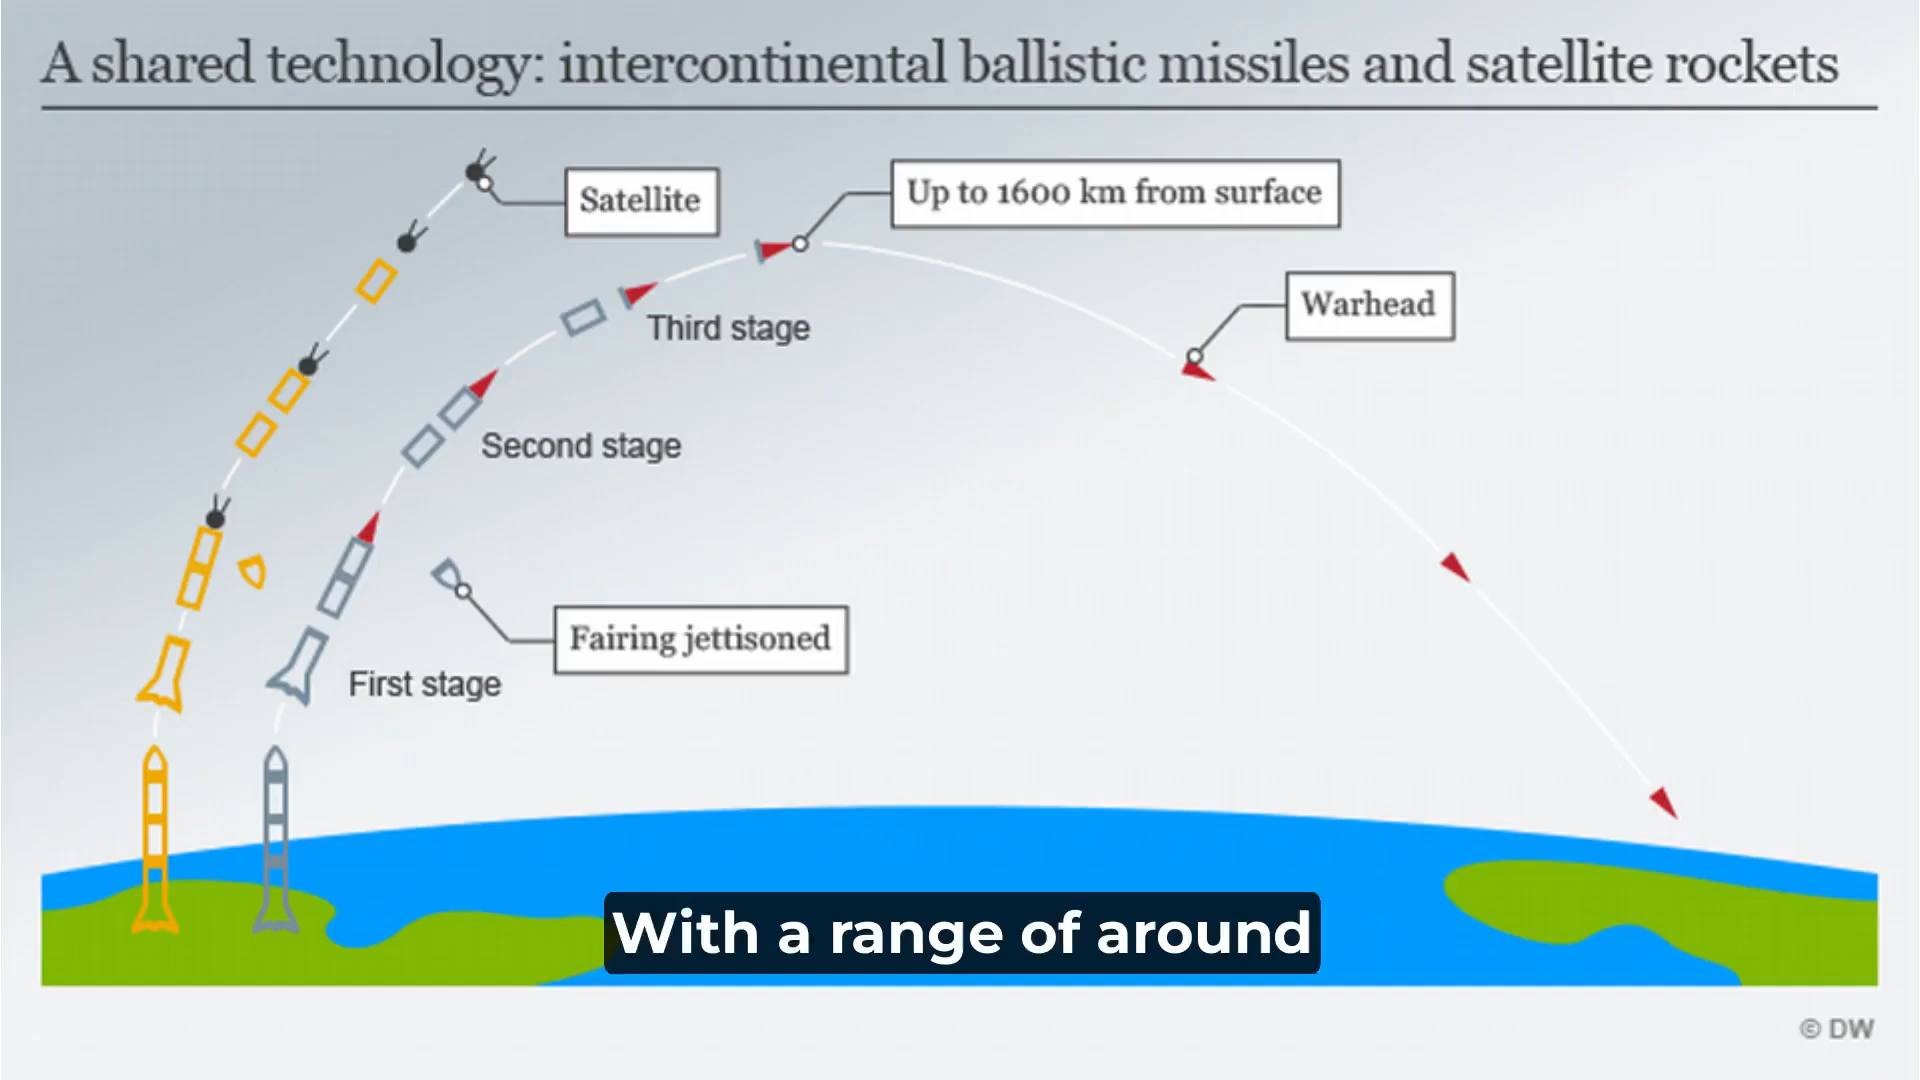 A shared technology: intercontinental ballistic missiles and satellite rockets
Satellite
Up to 1600 km from surface
Warhead
Third stage
Second stage
Fairing jettisoned
First stage
With a range of around
© DW